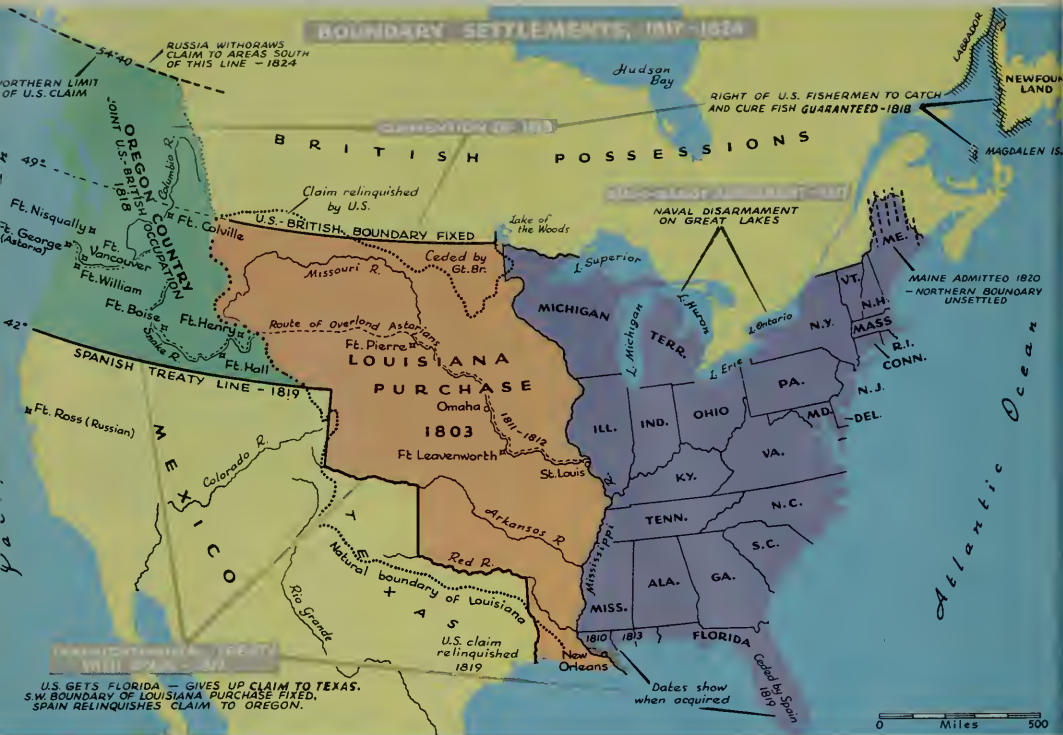 BOUNDARY SETTLEMENTS, 1817-1824
54°40
RUSSIA WITHDRAWS
CLAIM TO AREAS SOUTH
OF THIS LINE - 1824
NORTHERN LIMIT
OF U.S. CLAIM
Hudson
Bay
LABRADOR
NEWFOUN
LAND
RIGHT OF U.S. FISHERMEN TO CATCH
AND CURE FISH GUARANTEED-1818
MAGDALEN IS.
CONVENTION OF 1818
BRITISH POSSESSIONS
OREGON COUNTRY
JOINT U.S.-BRITISH
OCCUPATION
1818
Columbia R.
49°
Ft. Nisqually
Ft. George
(Astoria)
Ft.
Vancouver
Ft. Colville
Ft. William
Ft. Boise
Ft. Henry
Snake R.
Ft. Hall
42°
Claim relinquished
by U.S.
U.S.-BRITISH BOUNDARY FIXED
Lake of
the Woods
Ceded by
Gt. Br.
Missouri R.
Route of Overland Astorians
Ft. Pierre
LOUISIANA
PURCHASE
1803
Omaha
1811-1812
Ft Leavenworth
St. Louis
Arkansas R.
Red R.
NAVAL DISARMAMENT
ON GREAT LAKES
L. Superior
L. Michigan
L. Huron
L. Ontario
L. Erie
MICHIGAN
TERR.
ME.
MAINE ADMITTED 1820
- NORTHERN BOUNDARY
UNSETTLED
VT.
N.H.
MASS
R.I.
CONN.
N.Y.
PA.
N.J.
MD.
DEL.
ILL.
IND.
OHIO
VA.
KY.
TENN.
N.C.
S.C.
Mississippi R.
MISS.
ALA.
GA.
1810
1813
FLORIDA
Ceded by Spain
1819
New
Orleans
Dates show
when acquired
SPANISH TREATY LINE - 1819
Ft. Ross (Russian)
MEXICO
Colorado R.
Rio Grande
TEXAS
Natural boundary of Louisiana
U.S. claim
relinquished
1819
U.S. GETS FLORIDA — GIVES UP CLAIM TO TEXAS.
S.W. BOUNDARY OF LOUISIANA PURCHASE FIXED.
SPAIN RELINQUISHES CLAIM TO OREGON.
Atlantic Ocean
0 Miles 500